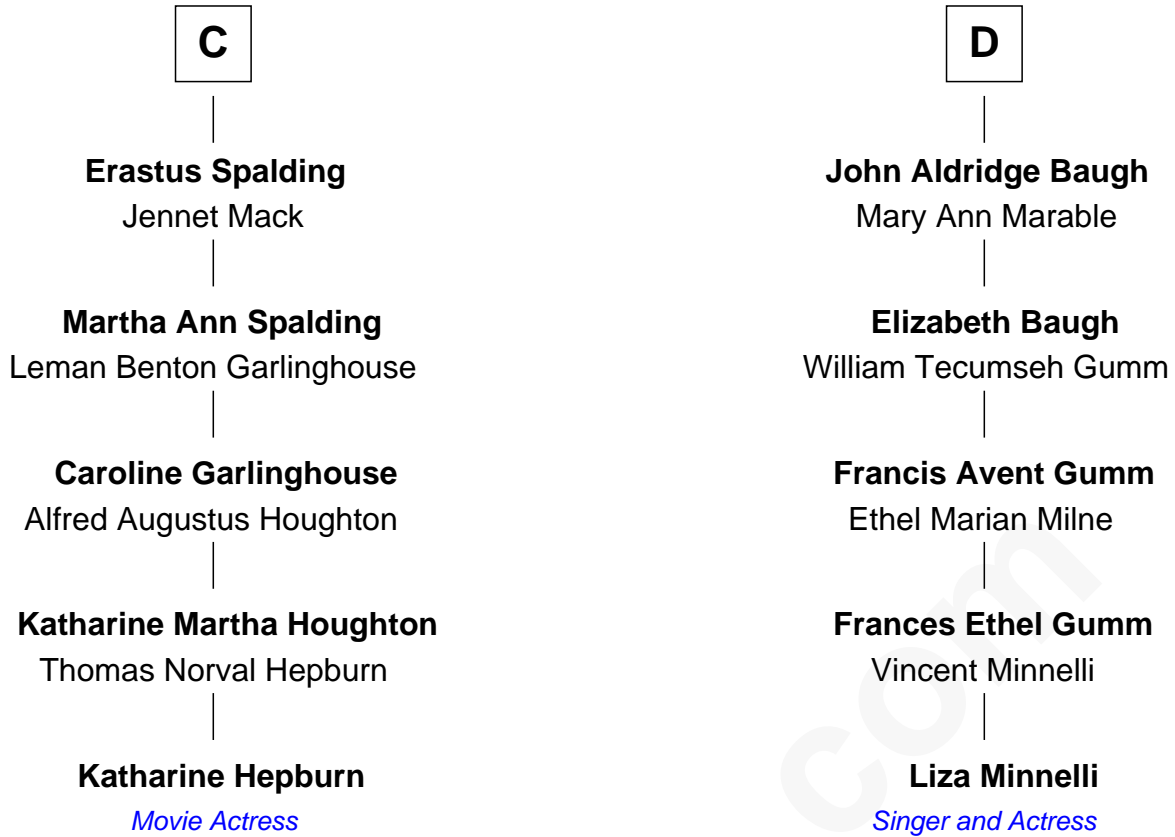 C
Erastus Spalding
Jennet Mack
Martha Ann Spalding
Leman Benton Garlinghouse
Caroline Garlinghouse
Alfred Augustus Houghton
Katharine Martha Houghton
Thomas Norval Hepburn
Katharine Hepburn
Movie Actress
D
John Aldridge Baugh
Mary Ann Marable
Elizabeth Baugh
William Tecumseh Gumm
Francis Avent Gumm
Ethel Marian Milne
Frances Ethel Gumm
Vincent Minnelli
Liza Minnelli
Singer and Actress
com